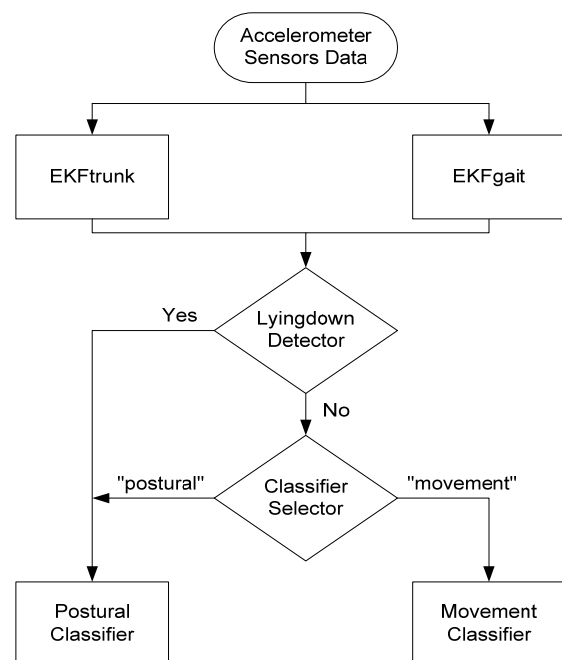 Accelerometer
Sensors Data
EKFtrunk
EKFgait
Yes
Lyingdown
Detector
No
"postural"
Classifier
Selector
"movement"
Postural
Classifier
Movement
Classifier